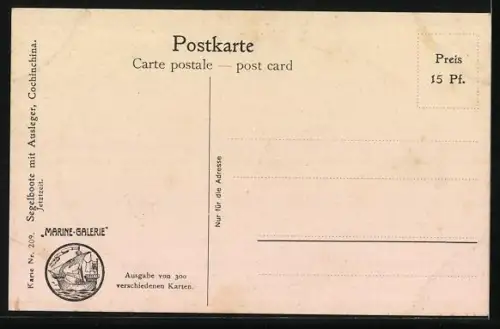 Postkarte
Carte postale — post card
Preis
15 Pf.
Karte Nr. 209. Segelboote mit Ausleger, Cochinchina.
Jetztzeit.
„MARINE-GALERIE"
Ausgabe von 300
verschiedenen Karten.
Nur für die Adresse